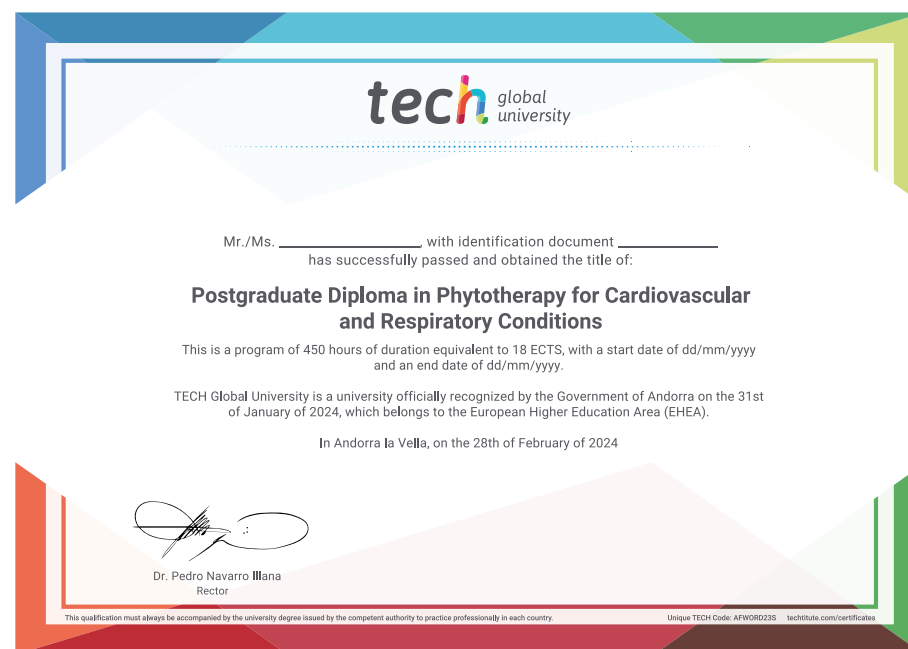 tech global
university
Mr./Ms. ____________, with identification document ____________
has successfully passed and obtained the title of:
Postgraduate Diploma in Phytotherapy for Cardiovascular
and Respiratory Conditions
This is a program of 450 hours of duration equivalent to 18 ECTS, with a start date of dd/mm/yyyy
and an end date of dd/mm/yyyy.
TECH Global University is a university officially recognized by the Government of Andorra on the 31st
of January of 2024, which belongs to the European Higher Education Area (EHEA).
In Andorra la Vella, on the 28th of February of 2024
Dr. Pedro Navarro Illana
Rector
This qualification must always be accompanied by the university degree issued by the competent authority to practice professionally in each country.
Unique TECH Code: AFWORD23S techtitute.com/certificates